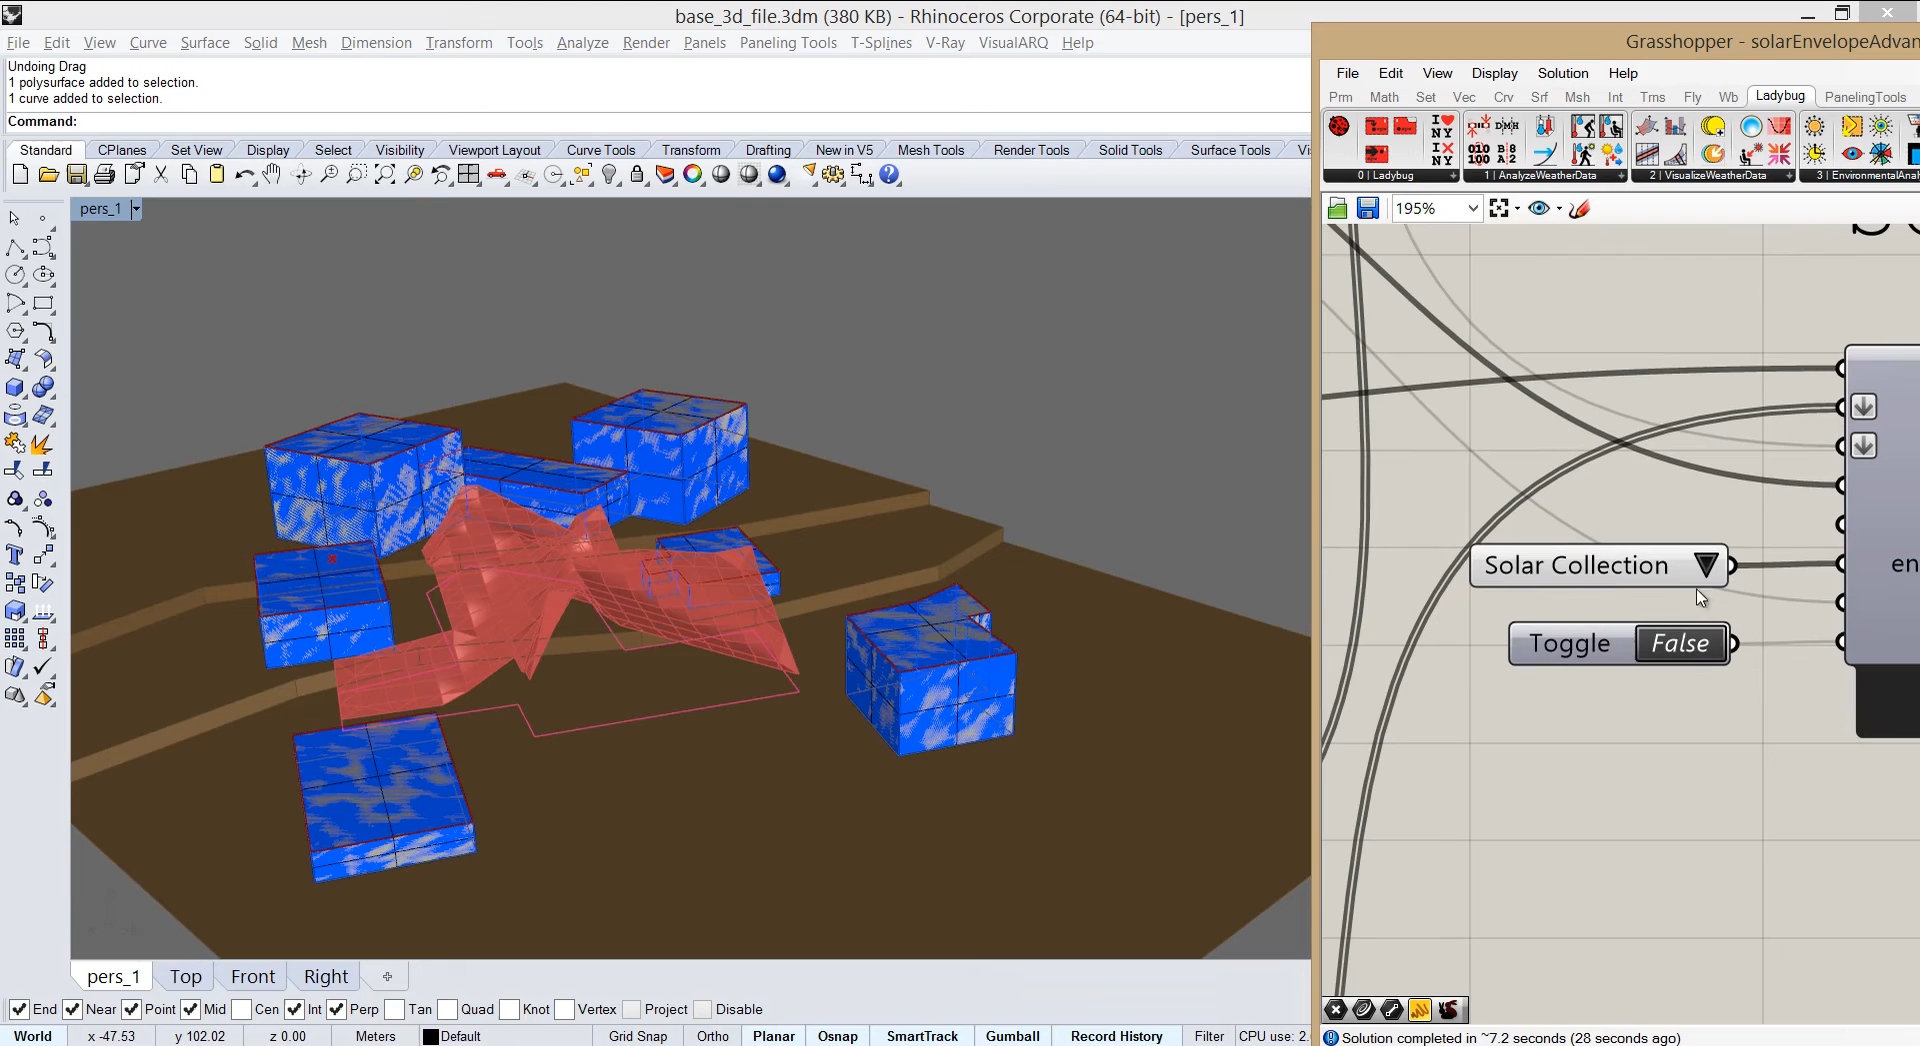 base_3d_file.3dm (380 KB) - Rhinoceros Corporate (64-bit) - [pers_1]
File Edit View Curve Surface Solid Mesh Dimension Transform Tools Analyze Render Panels Paneling Tools T-Splines V-Ray VisualARQ Help
Undoing Drag
1 polysurface added to selection.
1 curve added to selection.
Command:
Standard CPlanes Set View Display Select Visibility Viewport Layout Curve Tools Transform Drafting New in V5 Mesh Tools Render Tools Solid Tools Surface Tools
pers_1
Grasshopper - solarEnvelopeAdvan
File Edit View Display Solution Help
Prm Math Set Vec Crv Srf Msh Int Trns Fly Wb Ladybug PanelingTools
0 | Ladybug 1 | AnalyzeWeatherData 2 | VisualizeWeatherData 3 | EnvironmentalAnal
195%
en
Solar Collection
Toggle False
pers_1 Top Front Right
End Near Point Mid Cen Int Perp Tan Quad Knot Vertex Project Disable
World x -47.53 y 102.02 z 0.00 Meters Default Grid Snap Ortho Planar Osnap SmartTrack Gumball Record History Filter CPU use: 2.
Solution completed in ~7.2 seconds (28 seconds ago)